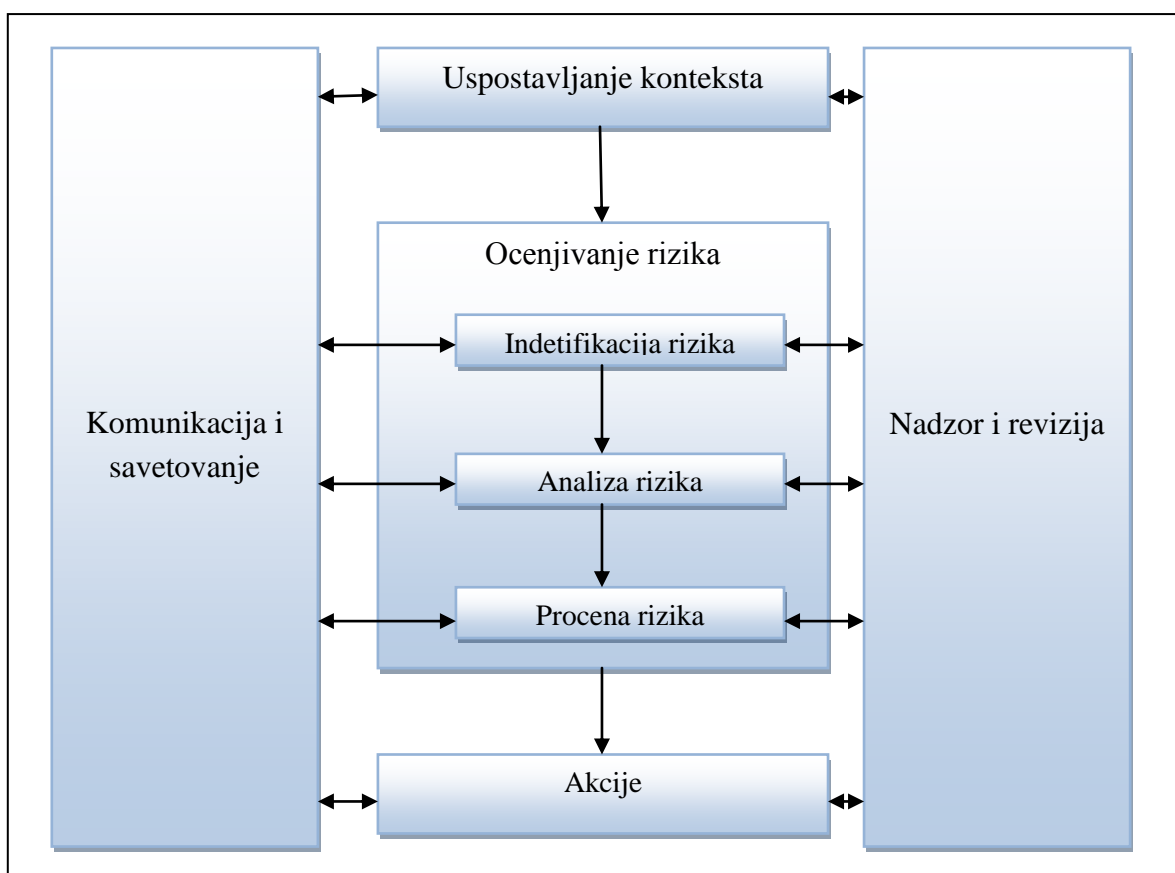 Uspostavljanje konteksta
Ocenjivanje rizika
Indetifikacija rizika
Komunikacija i
savetovanje
Nadzor i revizija
Analiza rizika
Procena rizika
Akcije